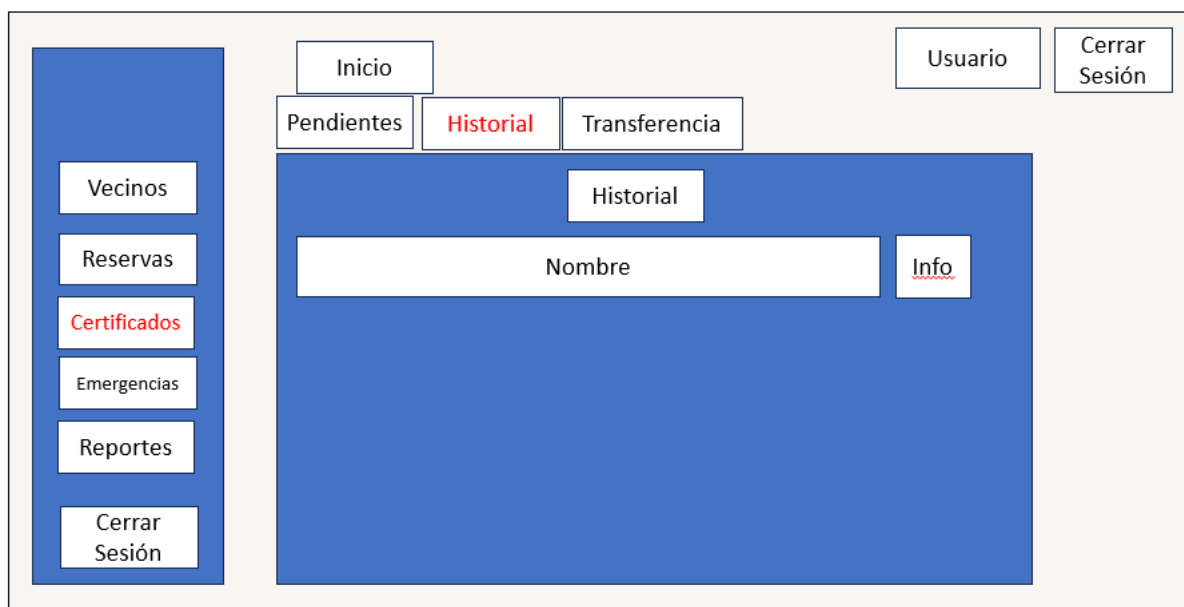 Inicio
Usuario
Cerrar
Sesión
Pendientes
Historial
Transferencia
Vecinos
Reservas
Certificados
Emergencias
Reportes
Cerrar
Sesión
Historial
Nombre
Info